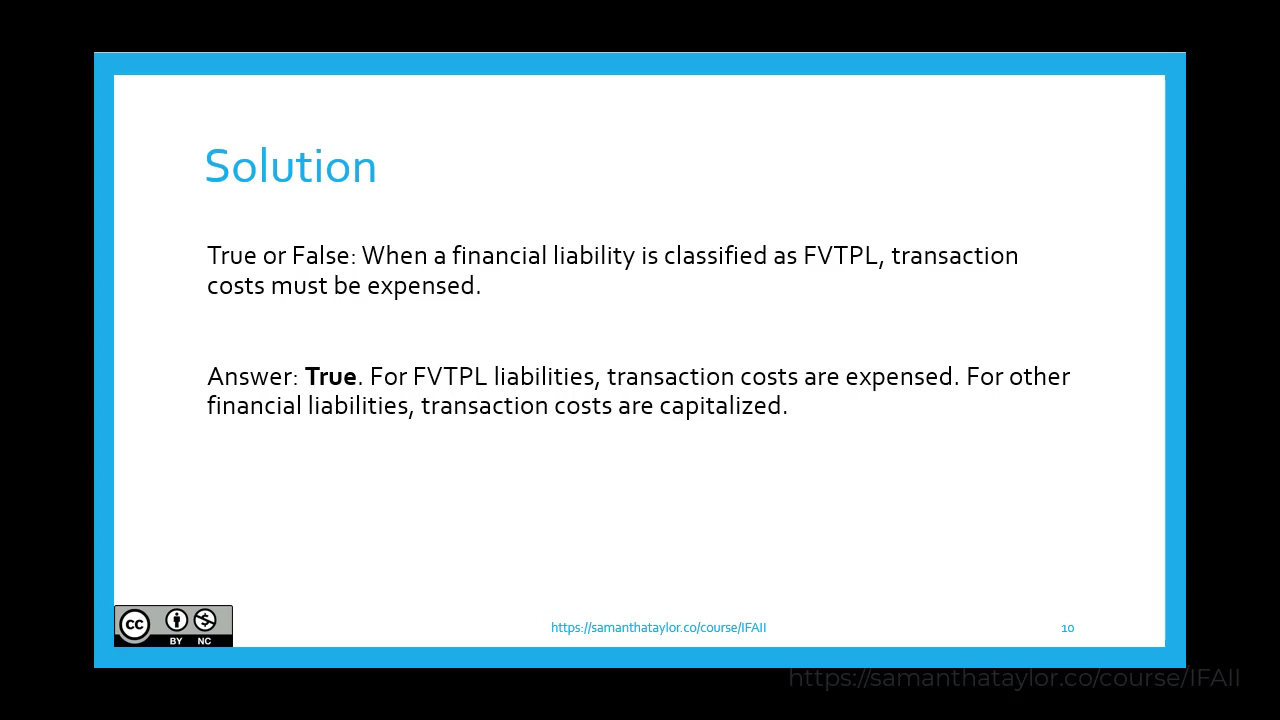 Solution
True or False: When a financial liability is classified as FVTPL, transaction
costs must be expensed.
Answer: True. For FVTPL liabilities, transaction costs are expensed. For other
financial liabilities, transaction costs are capitalized.
cc
BY NC
https://samanthataylor.co/course/IFAII
10
https://samanthataylor.co/course/IFAII